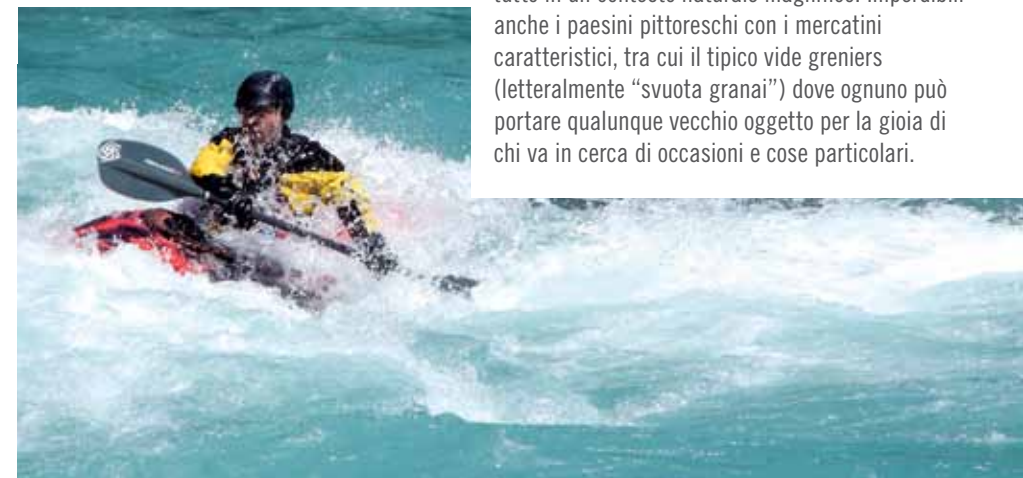 anche i paesini pittoreschi con i mercatini
caratteristici, tra cui il tipico vide greniers
(letteralmente “svuota granai”) dove ognuno può
portare qualunque vecchio oggetto per la gioia di
chi va in cerca di occasioni e cose particolari.